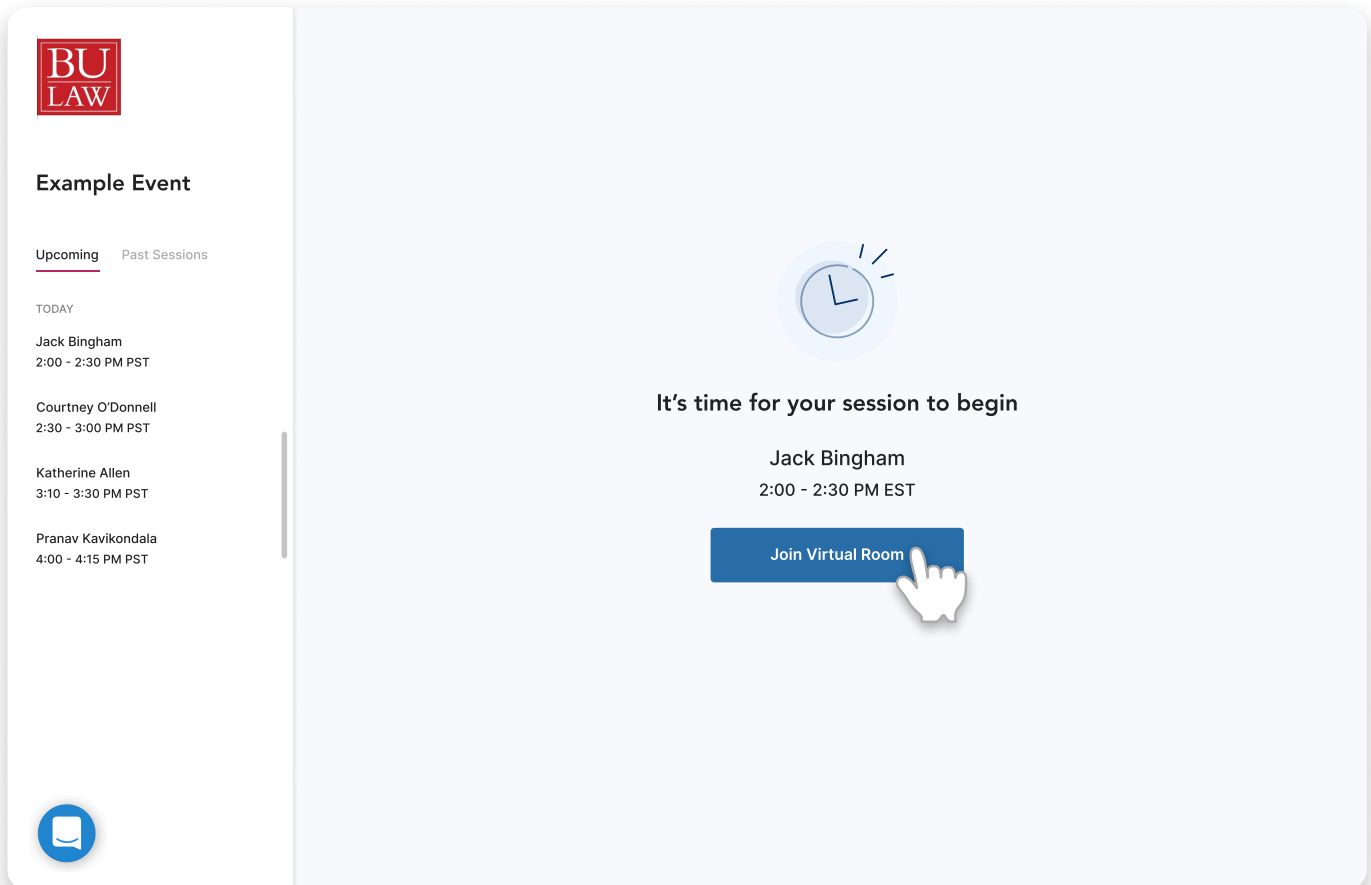 BU
LAW
Example Event
Upcoming Past Sessions
TODAY
Jack Bingham
2:00 - 2:30 PM PST
Courtney O’Donnell
2:30 - 3:00 PM PST
Katherine Allen
3:10 - 3:30 PM PST
Pranav Kavikondala
4:00 - 4:15 PM PST
It’s time for your session to begin
Jack Bingham
2:00 - 2:30 PM EST
Join Virtual Room